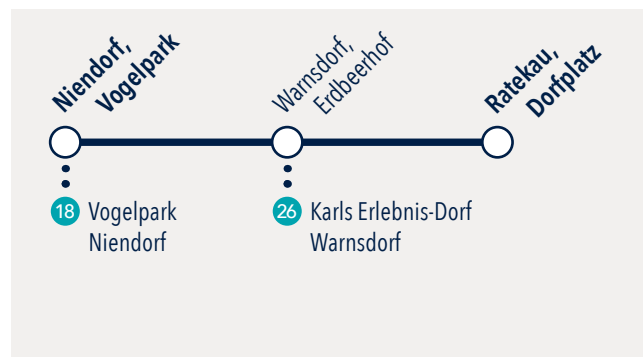 Niendorf,
Vogelpark
Warnsdorf,
Erdbeerhof
Ratekau,
Dorfplatz
18 Vogelpark
Niendorf
26 Karls Erlebnis-Dorf
Warnsdorf